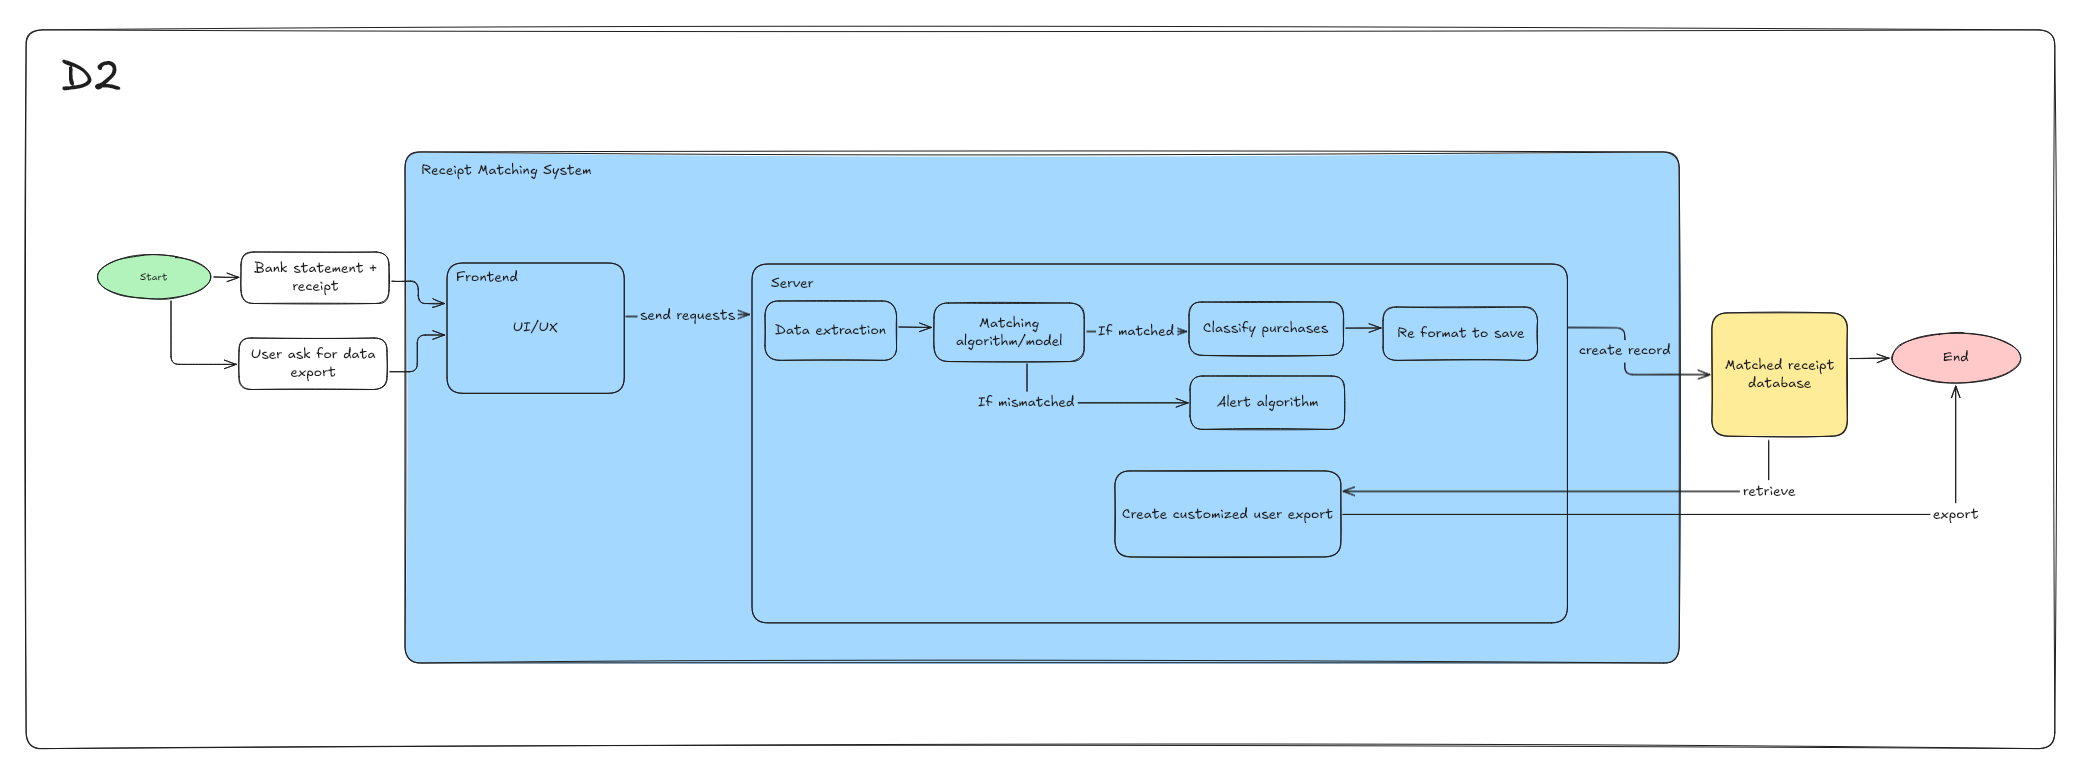 D2
Receipt Matching System
Start
Bank statement +
receipt
User ask for data
export
Frontend
UI/UX
send requests
Server
Data extraction
Matching
algorithm/model
If matched
Classify purchases
Re format to save
If mismatched
Alert algorithm
Create customized user export
create record
Matched receipt
database
End
retrieve
export